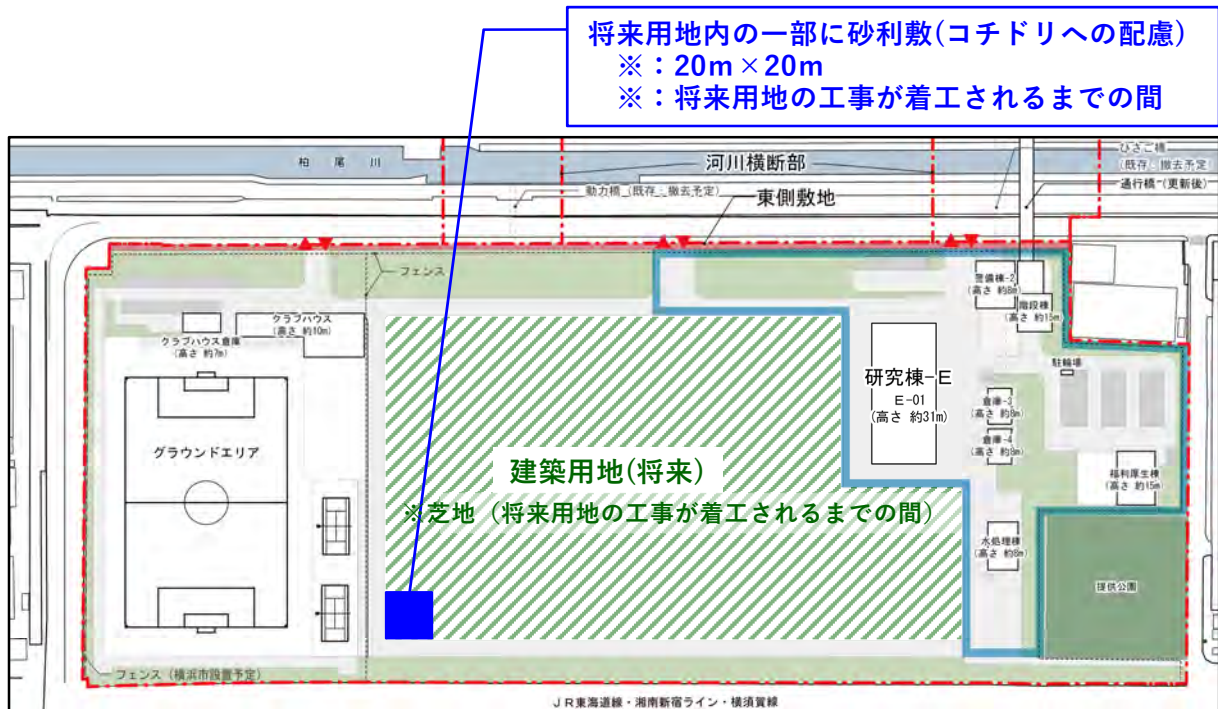 将来用地内の一部に砂利敷(コチドリへの配慮)
※：20m×20m
※：将来用地の工事が着工されるまでの間
柏尾川
河川横断部
ひさご橋
(既存：撤去予定)
動力橋（既存：撤去予定）
通行橋（更新後）
東側敷地
フェンス
警備棟-2
(高さ 約8m)
階段棟
(高さ 約15m)
クラブハウス
(高さ 約10m)
クラブハウス倉庫
(高さ 約7m)
駐輪場
研究棟-E
E-01
(高さ 約31m)
倉庫-3
(高さ 約8m)
倉庫-4
(高さ 約8m)
グラウンドエリア
建築用地(将来)
※芝地（将来用地の工事が着工されるまでの間）
福利厚生棟
(高さ 約15m)
水処理棟
(高さ 約8m)
提供公園
フェンス（横浜市設置予定）
JR東海道線・湘南新宿ライン・横須賀線